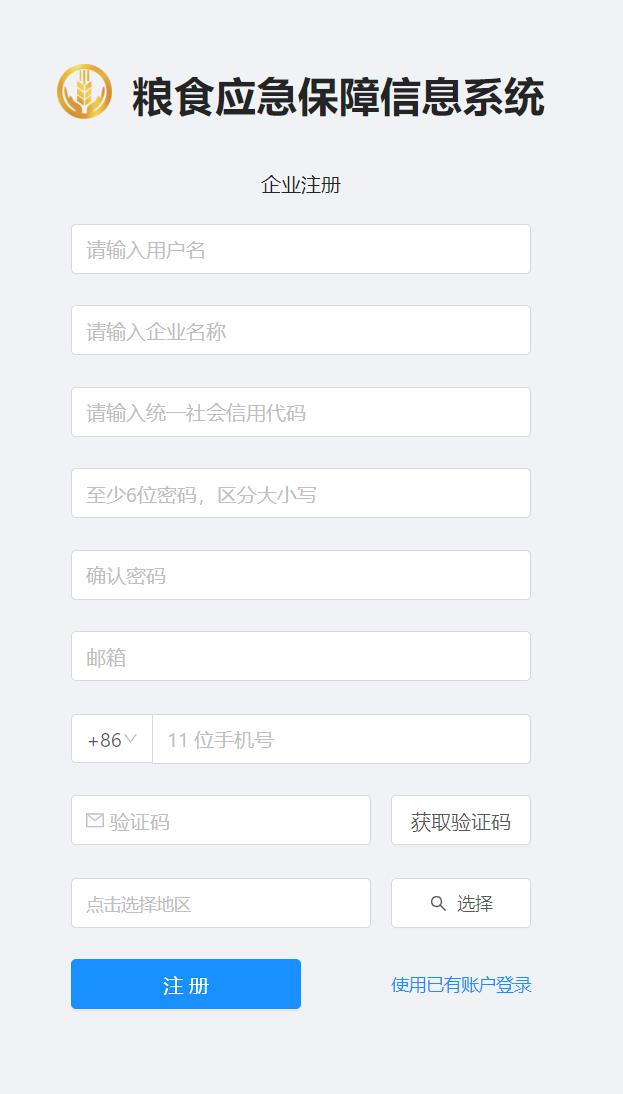 粮食应急保障信息系统
企业注册
请输入用户名
请输入企业名称
请输入统一社会信用代码
至少6位密码，区分大小写
确认密码
邮箱
+86 11 位手机号
验证码 获取验证码
点击选择地区 选择
注 册 使用已有账户登录